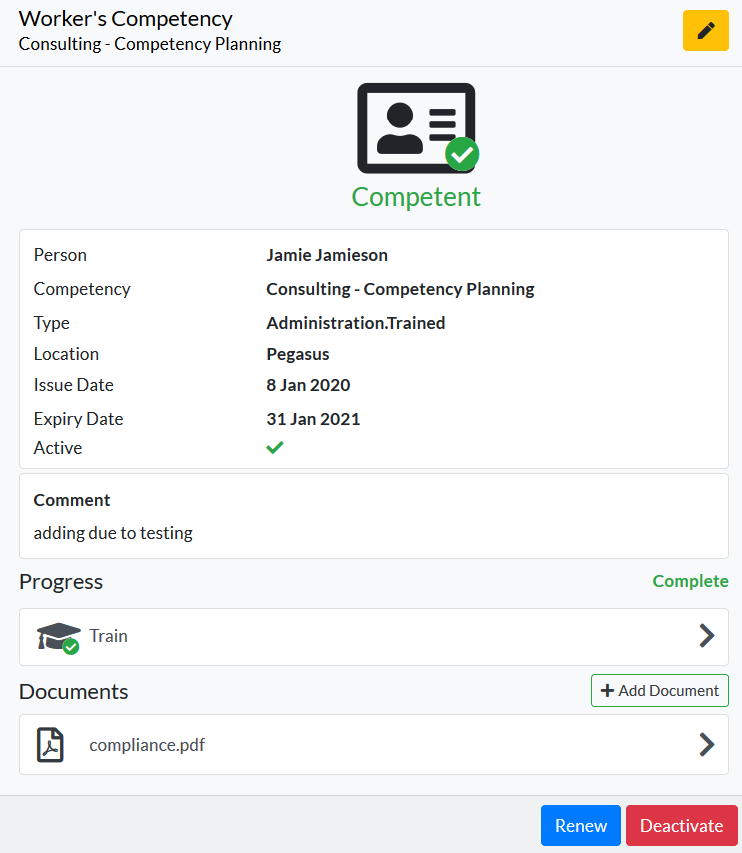 Worker's Competency
Consulting - Competency Planning
Competent
Person Jamie Jamieson
Competency Consulting - Competency Planning
Type Administration.Trained
Location Pegasus
Issue Date 8 Jan 2020
Expiry Date 31 Jan 2021
Active
Comment
adding due to testing
Progress Complete
Train
Documents + Add Document
compliance.pdf
Renew Deactivate